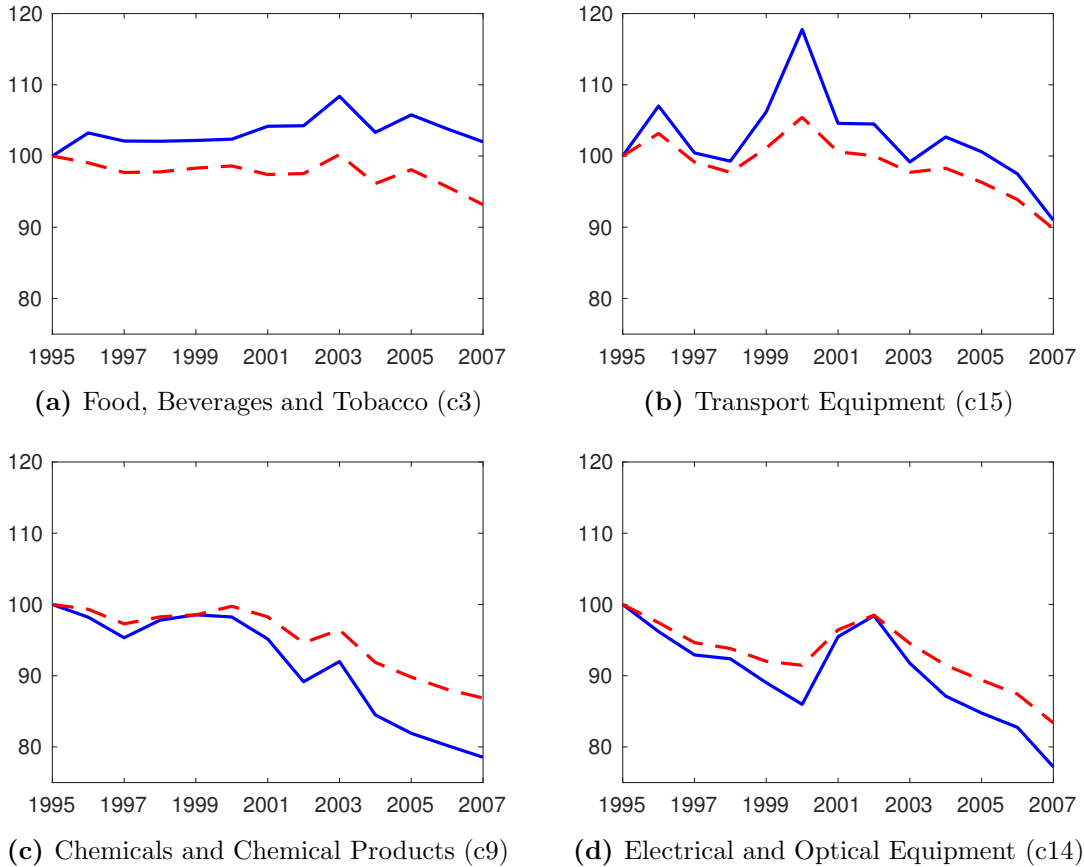 120
110
100
90
80
1995 1997 1999 2001 2003 2005 2007
(a) Food, Beverages and Tobacco (c3)
120
110
100
90
80
1995 1997 1999 2001 2003 2005 2007
(b) Transport Equipment (c15)
120
110
100
90
80
1995 1997 1999 2001 2003 2005 2007
(c) Chemicals and Chemical Products (c9)
120
110
100
90
80
1995 1997 1999 2001 2003 2005 2007
(d) Electrical and Optical Equipment (c14)